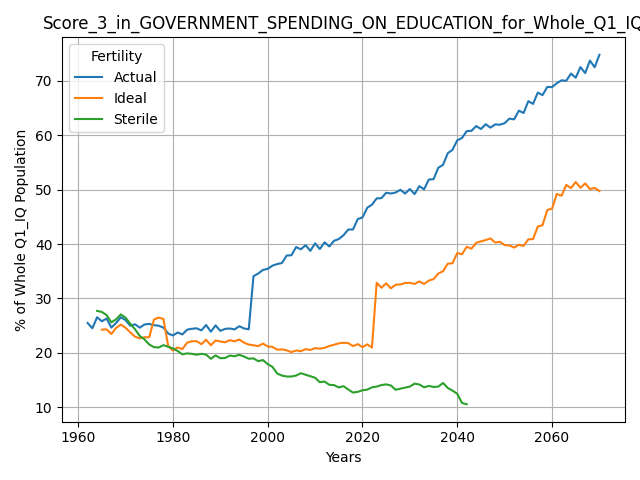 Score_3_in_GOVERNMENT_SPENDING_ON_EDUCATION_for_Whole_Q1_IQ
Fertility
Actual
Ideal
Sterile
% of Whole Q1_IQ Population
70
60
50
40
30
20
10
1960 1980 2000 2020 2040 2060
Years